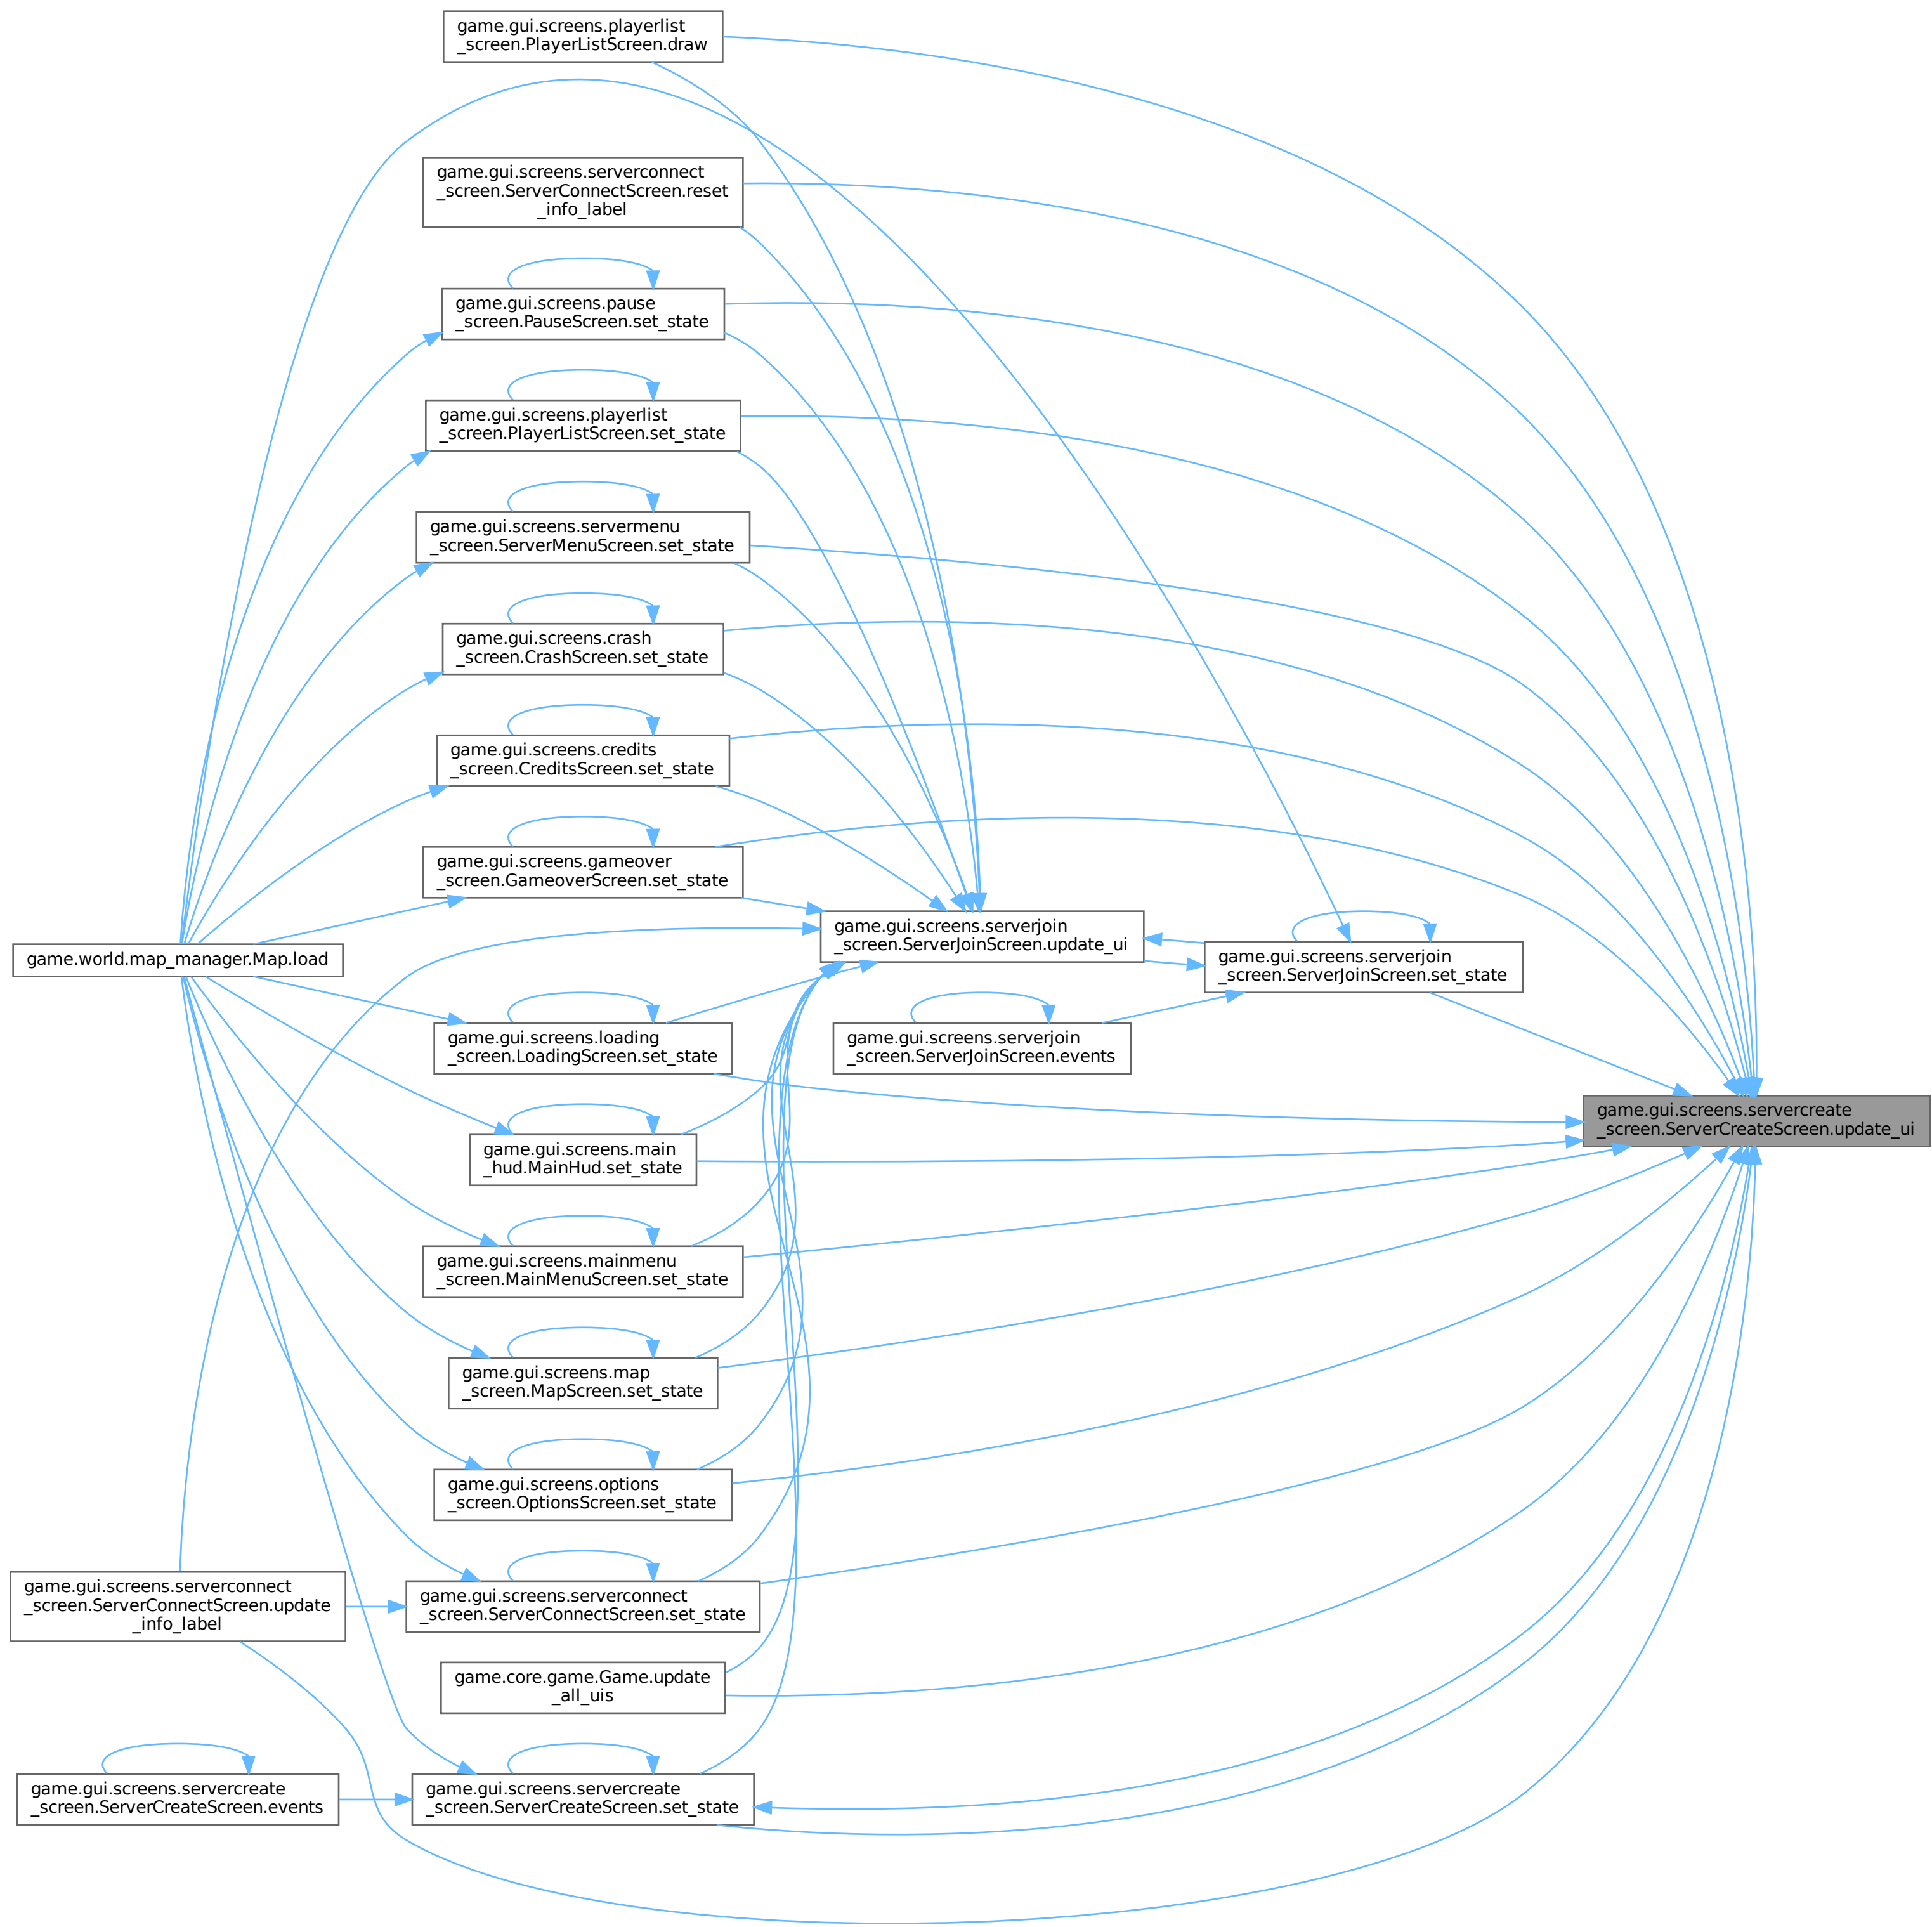 game.gui.screens.playerlist
_screen.PlayerListScreen.draw
game.gui.screens.serverconnect
_screen.ServerConnectScreen.reset
_info_label
game.gui.screens.pause
_screen.PauseScreen.set_state
game.gui.screens.playerlist
_screen.PlayerListScreen.set_state
game.gui.screens.servermenu
_screen.ServerMenuScreen.set_state
game.gui.screens.crash
_screen.CrashScreen.set_state
game.gui.screens.credits
_screen.CreditsScreen.set_state
game.gui.screens.gameover
_screen.GameoverScreen.set_state
game.gui.screens.serverjoin
_screen.ServerJoinScreen.update_ui
game.world.map_manager.Map.load
game.gui.screens.serverjoin
_screen.ServerJoinScreen.set_state
game.gui.screens.loading
_screen.LoadingScreen.set_state
game.gui.screens.serverjoin
_screen.ServerJoinScreen.events
game.gui.screens.servercreate
_screen.ServerCreateScreen.update_ui
game.gui.screens.main
_hud.MainHud.set_state
game.gui.screens.mainmenu
_screen.MainMenuScreen.set_state
game.gui.screens.map
_screen.MapScreen.set_state
game.gui.screens.options
_screen.OptionsScreen.set_state
game.gui.screens.serverconnect
_screen.ServerConnectScreen.update
_info_label
game.gui.screens.serverconnect
_screen.ServerConnectScreen.set_state
game.core.game.Game.update
_all_uis
game.gui.screens.servercreate
_screen.ServerCreateScreen.events
game.gui.screens.servercreate
_screen.ServerCreateScreen.set_state